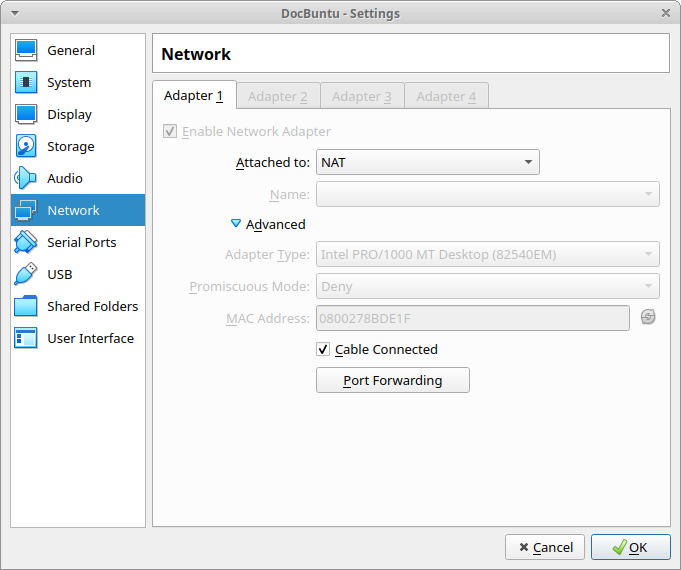 DocBuntu - Settings
General
System
Display
Storage
Audio
Network
Serial Ports
USB
Shared Folders
User Interface
Network
Adapter 1 Adapter 2 Adapter 3 Adapter 4
Enable Network Adapter
Attached to: NAT
Name:
Advanced
Adapter Type: Intel PRO/1000 MT Desktop (82540EM)
Promiscuous Mode: Deny
MAC Address: 0800278BDE1F
Cable Connected
Port Forwarding
Cancel OK